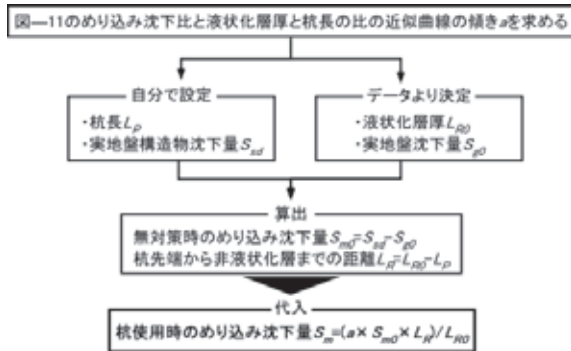 図―11のめり込み沈下比と液状化層厚と杭長の比の近似曲線の傾きaを求める
自分で設定
・杭長Lp
・実地盤構造物沈下量Ssd
データより決定
・液状化層厚LR0
・実地盤沈下量Sg0
算出
無対策時のめり込み沈下量Sm0=Ssd-Sg0
杭先端から非液状化層までの距離LR=LR0-Lp
代入
杭使用時のめり込み沈下量Sm=(a×Sm0×LR)/LR0